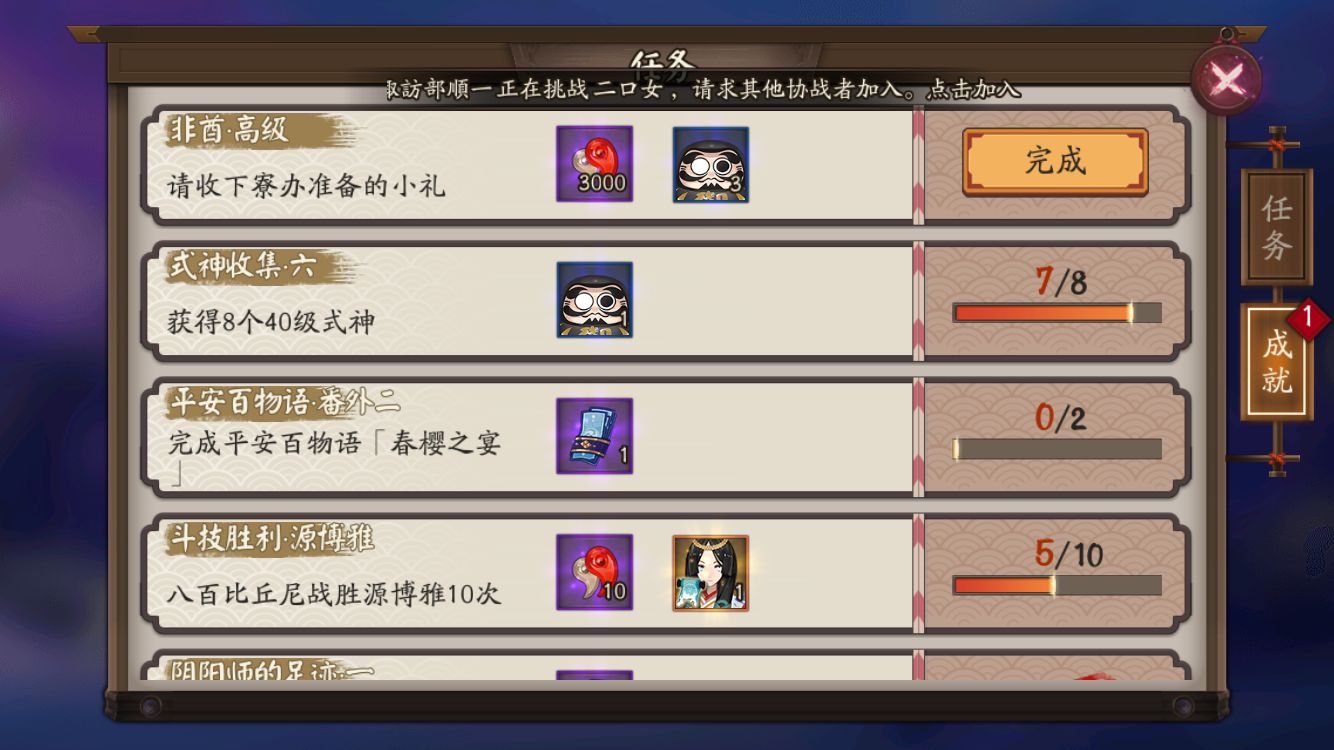 任务
正在挑战二口女，请求其他协战者加入。点击加入
非酋·高级
请收下寮办准备的小礼
3000
3
完成
式神收集·六
获得8个40级式神
1
7/8
平安百物语·番外二
完成平安百物语「春樱之宴
」
1
0/2
斗技胜利·源博雅
八百比丘尼战胜源博雅10次
10
1
5/10
阴阳师的足迹·一
任务
成就
1